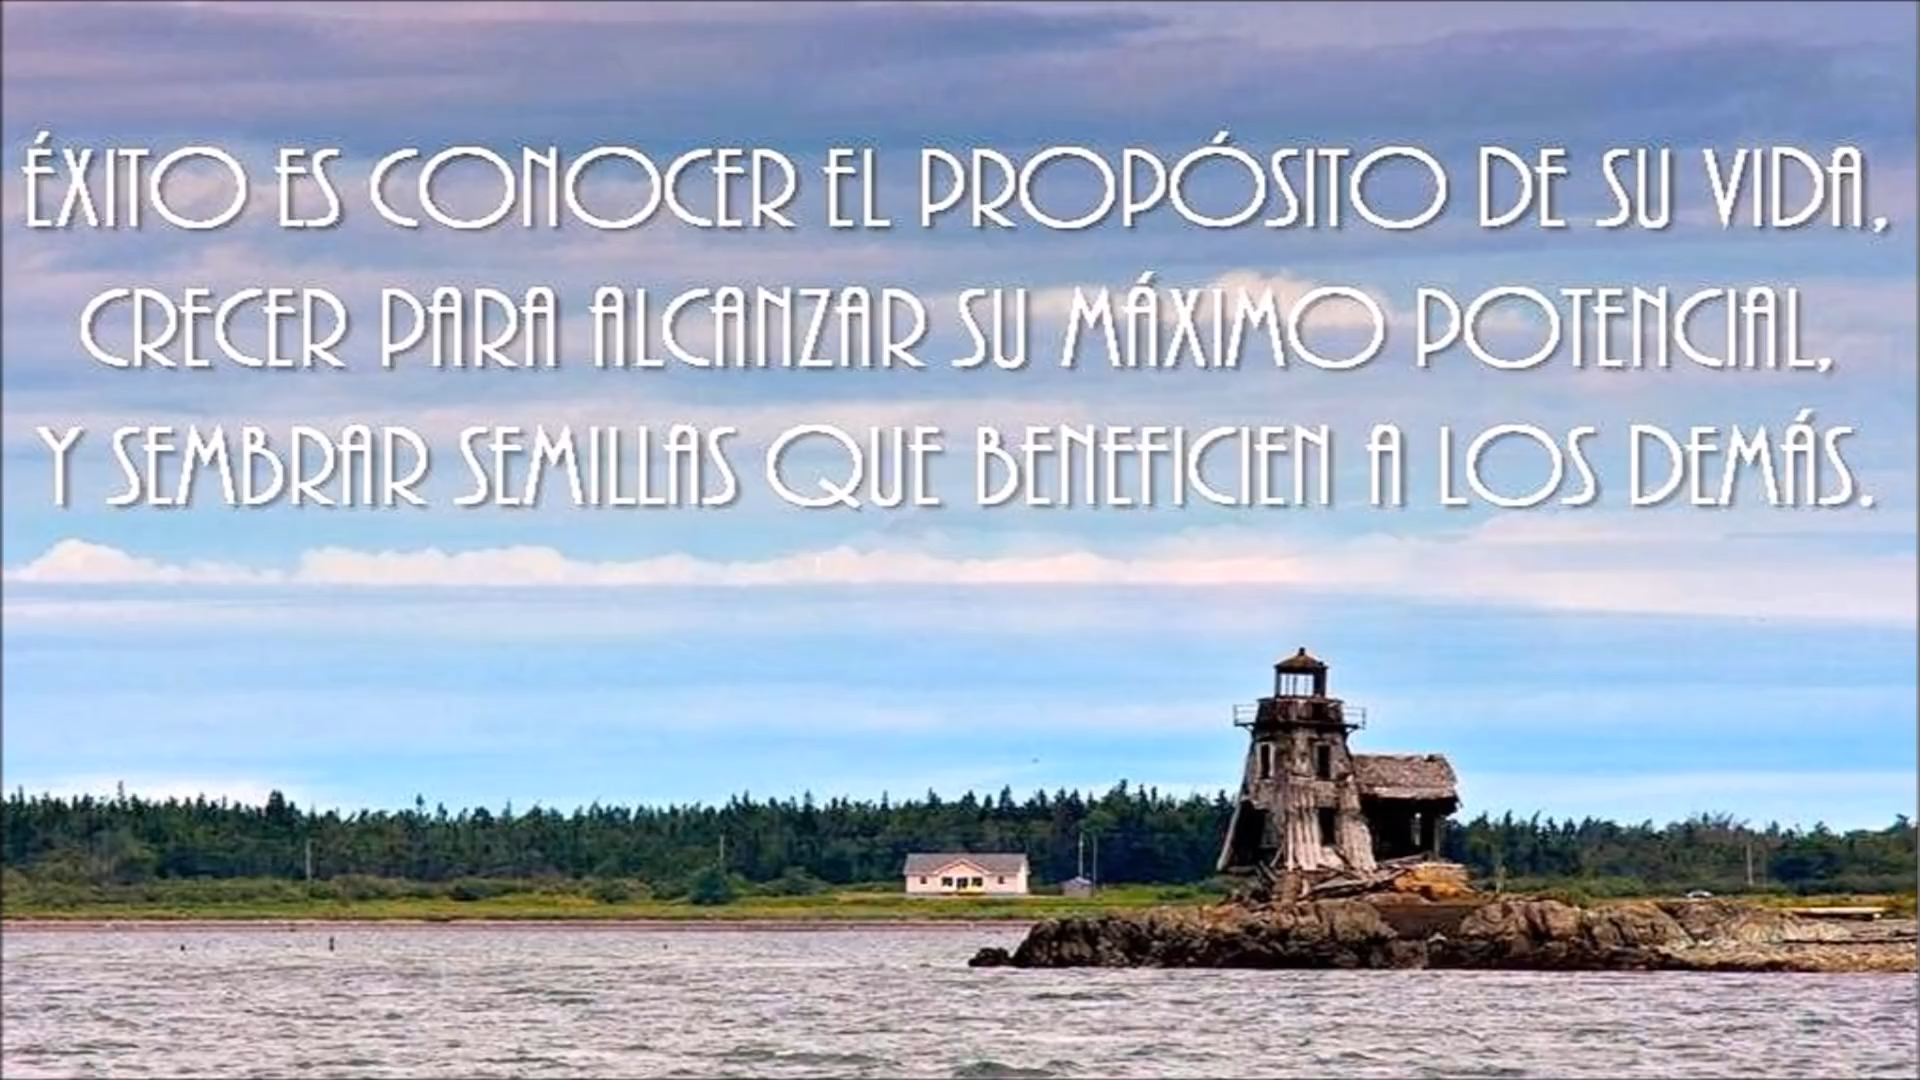 ÉXITO ES CONOCER EL PROPÓSITO DE SU VIDA,
CRECER PARA ALCANZAR SU MÁXIMO POTENCIAL,
Y SEMBRAR SEMILLAS QUE BENEFICIEN A LOS DEMÁS.